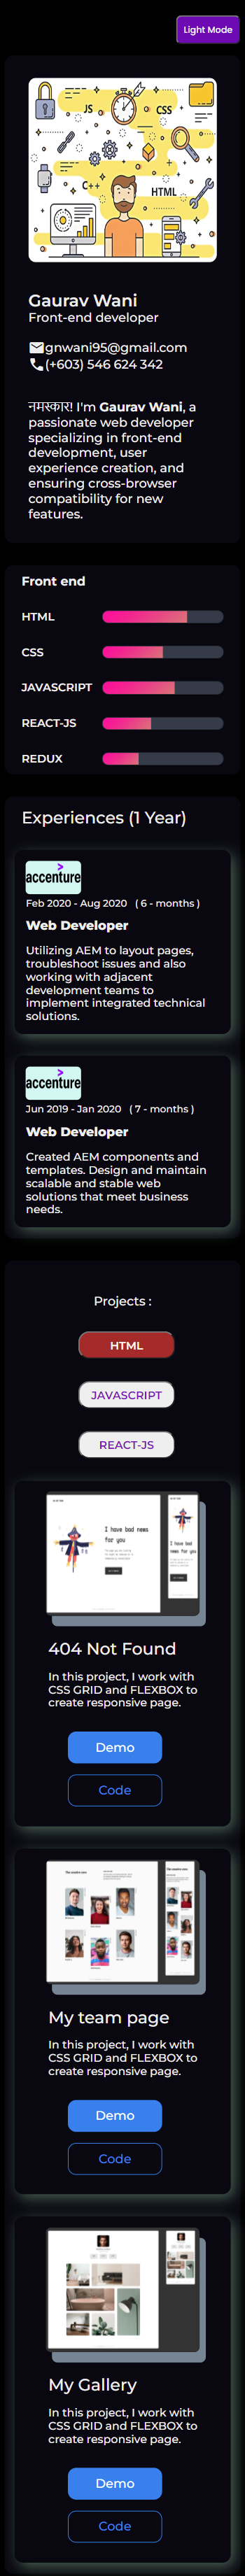 Light Mode
JS
CSS
C++
HTML
Gaurav Wani
Front-end developer
gnwani95@gmail.com
(+603) 546 624 342
नमस्कार! I'm Gaurav Wani, a
passionate web developer
specializing in front-end
development, user
experience creation, and
ensuring cross-browser
compatibility for new
features.
Front end
HTML
CSS
JAVASCRIPT
REACT-JS
REDUX
Experiences (1 Year)
accenture
Feb 2020 - Aug 2020 ( 6 - months )
Web Developer
Utilizing AEM to layout pages,
troubleshoot issues and also
working with adjacent
development teams to
implement integrated technical
solutions.
accenture
Jun 2019 - Jan 2020 ( 7 - months )
Web Developer
Created AEM components and
templates. Design and maintain
scalable and stable web
solutions that meet business
needs.
Projects :
HTML
JAVASCRIPT
REACT-JS
I have bad news
for you
404 Not Found
In this project, I work with
CSS GRID and FLEXBOX to
create responsive page.
Demo
Code
My team page
In this project, I work with
CSS GRID and FLEXBOX to
create responsive page.
Demo
Code
My Gallery
In this project, I work with
CSS GRID and FLEXBOX to
create responsive page.
Demo
Code